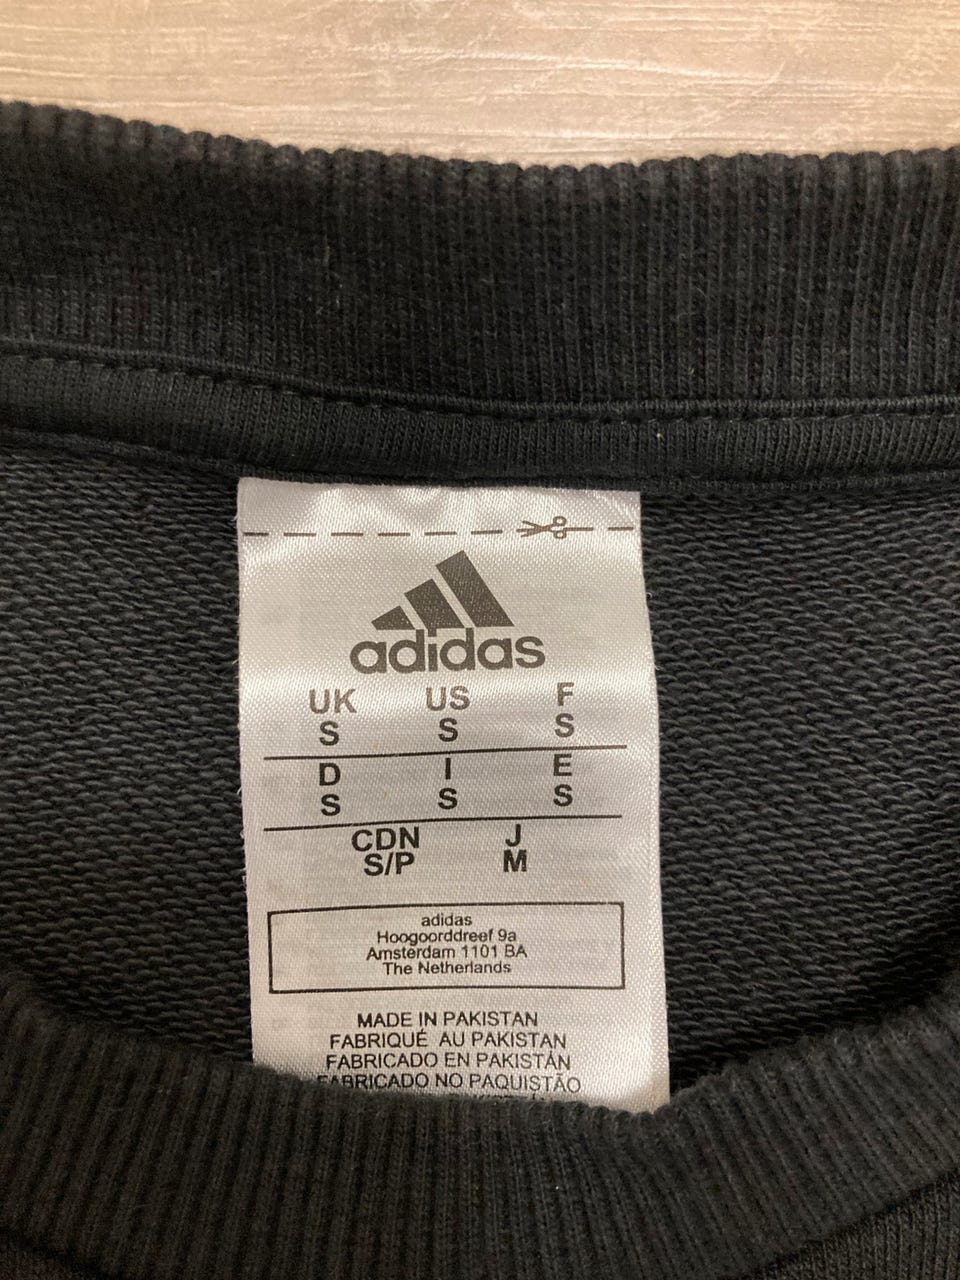 adidas
UK US F
S S S
D I E
S S S
CDN J
S/P M
adidas
Hoogoorddreef 9a
Amsterdam 1101 BA
The Netherlands
MADE IN PAKISTAN
FABRIQUÉ AU PAKISTAN
FABRICADO EN PAKISTÁN
FABRICADO NO PAQUISTÃO